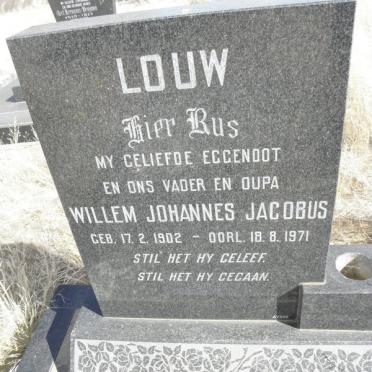 LOUW
Hier Rus
MY GELIEFDE EGGENOOT
EN ONS VADER EN OUPA
WILLEM JOHANNES JACOBUS
GEB. 17. 2. 1902 - OORL. 18. 8. 1971
STIL HET HY GELEEF.
STIL HET HY GEGAAN.